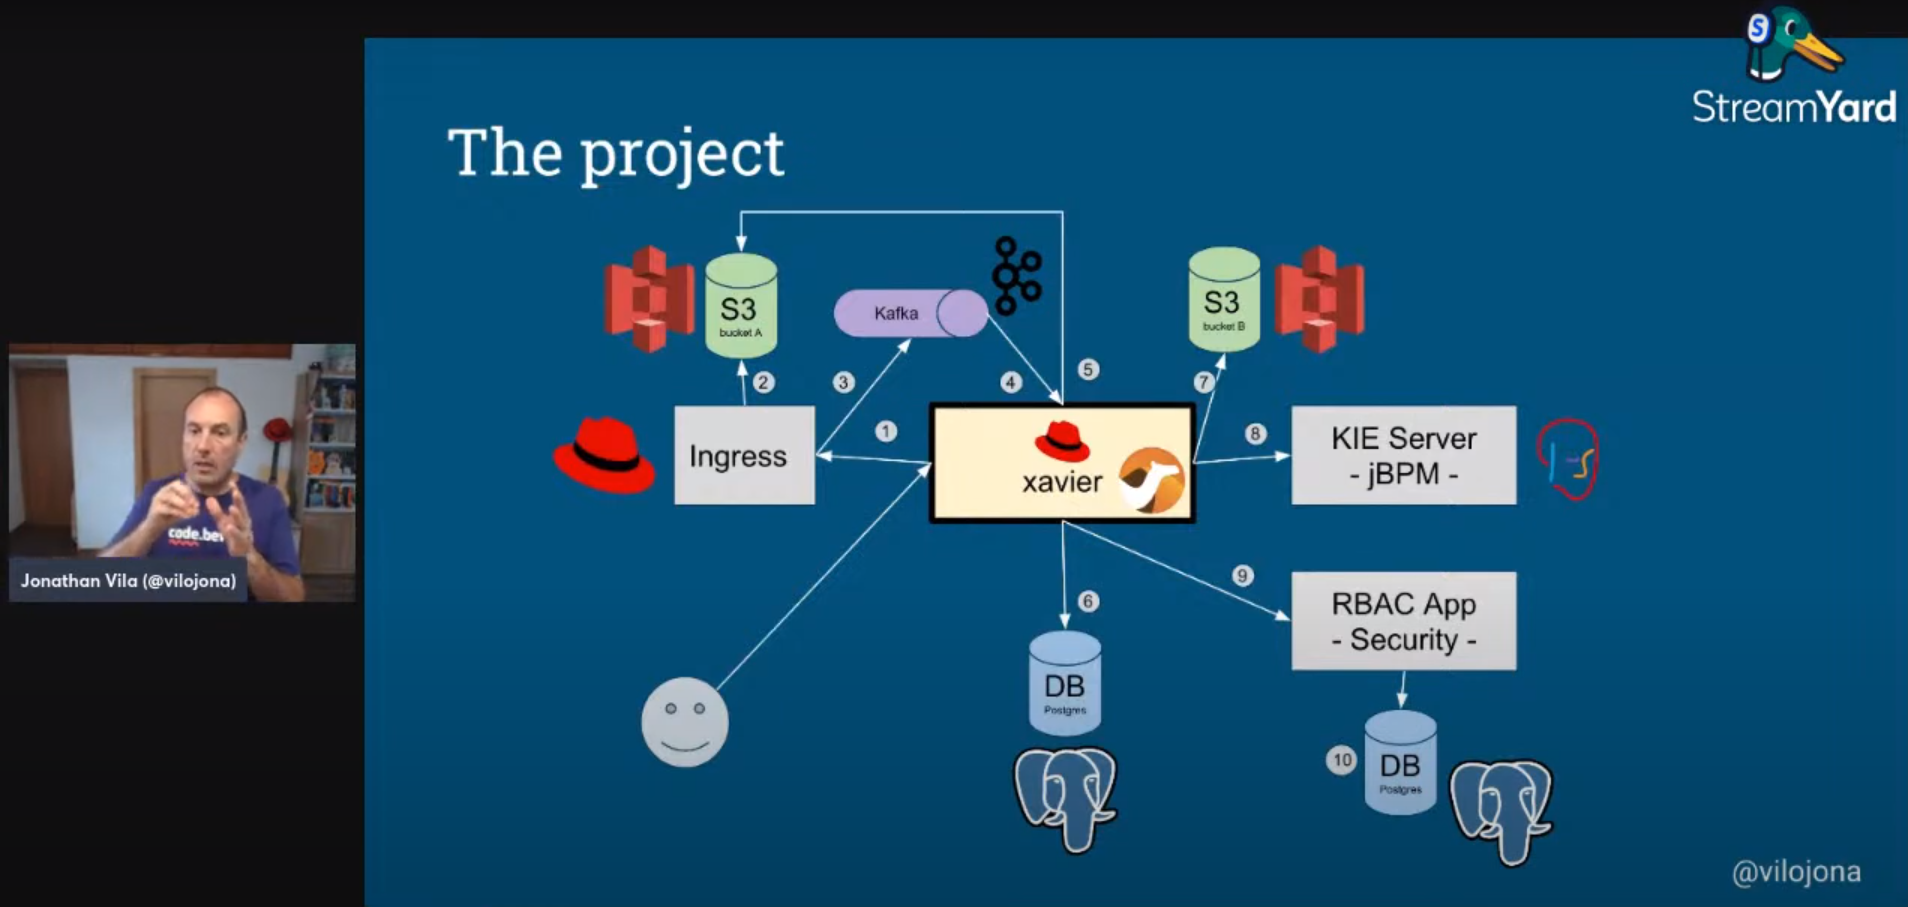 S
StreamYard
The project
S3
bucket A
Kafka
S3
bucket B
2
3
4
5
7
1
8
Ingress
xavier
KIE Server
- jBPM -
code.be
Jonathan Vila (@vilojona)
9
6
RBAC App
- Security -
DB
Postgres
10
DB
Postgres
@vilojona